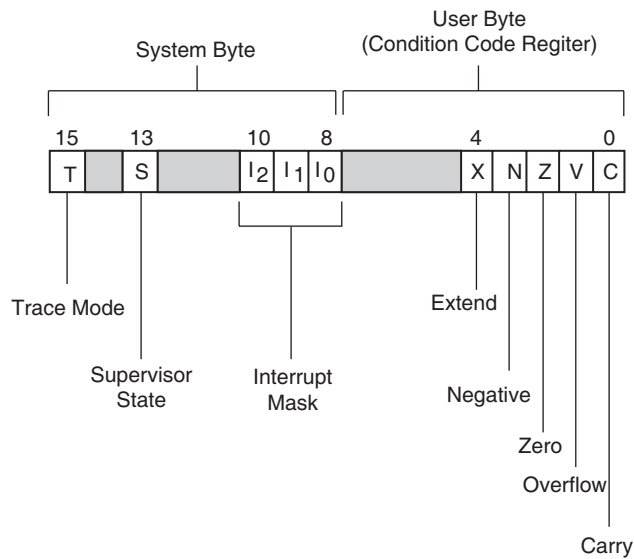 User Byte
(Condition Code Regiter)
System Byte
15 13 10 8 4 0
T S I2 I1 I0 X N Z V C
Trace Mode
Extend
Supervisor
State
Interrupt
Mask
Negative
Zero
Overflow
Carry